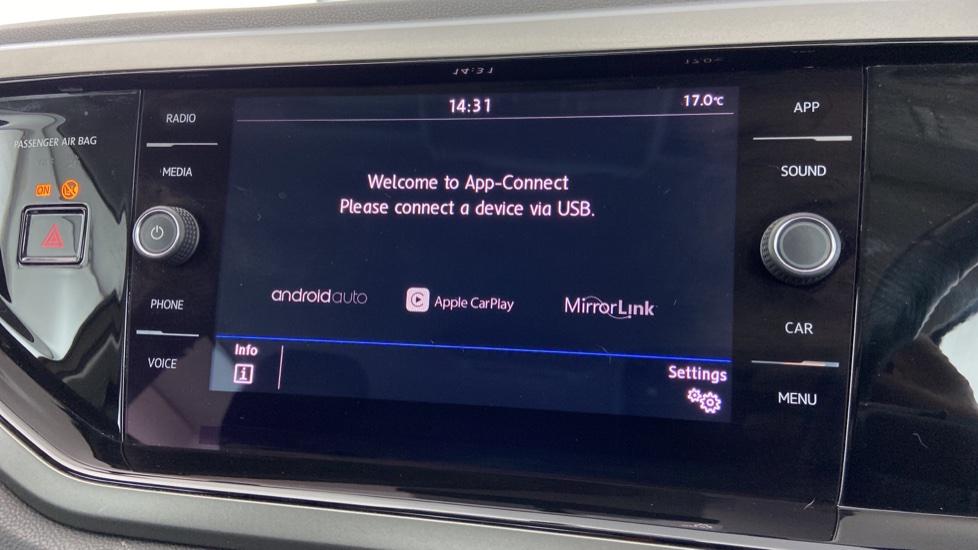 PASSENGER AIR BAG
ON
RADIO
MEDIA
PHONE
VOICE
14:31
17.0°C
Welcome to App-Connect
Please connect a device via USB.
androidauto
Apple CarPlay
MirrorLink
Info
i
Settings
APP
SOUND
CAR
MENU